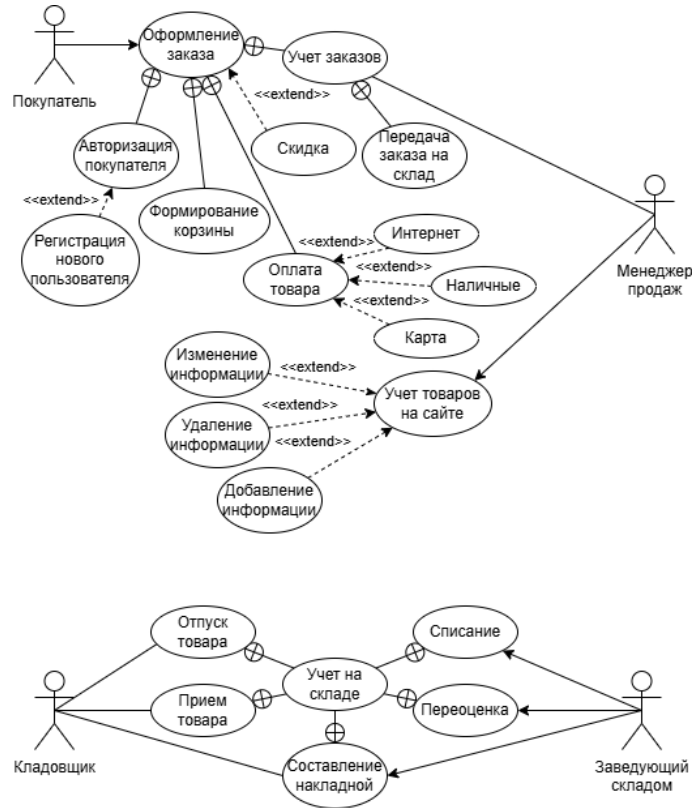 Оформление
заказа
Учет заказов
Покупатель
<<extend>>
Авторизация
покупателя
Скидка
Передача
заказа на
склад
<<extend>>
Формирование
корзины
Регистрация
нового
пользователя
Интернет
<<extend>>
Оплата
товара
<<extend>>
Наличные
<<extend>>
Карта
Менеджер
продаж
Изменение
информации
<<extend>>
Учет товаров
на сайте
Удаление
информации
<<extend>>
<<extend>>
Добавление
информации
Отпуск
товара
Списание
Учет на
складе
Прием
товара
Переоценка
Кладовщик
Составление
накладной
Заведующий
складом